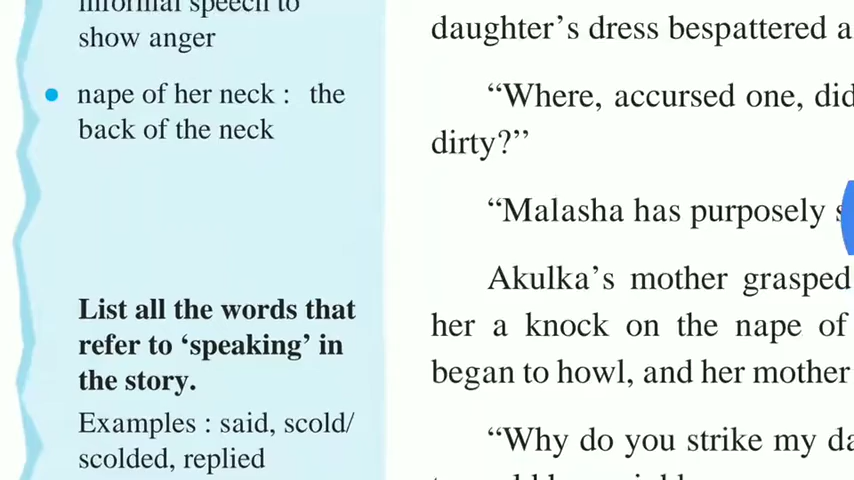 informal speech to
show anger
nape of her neck : the
back of the neck
List all the words that
refer to ‘speaking’ in
the story.
Examples : said, scold/
scolded, replied
daughter’s dress bespattered a
“Where, accursed one, did
dirty?”
“Malasha has purposely s
Akulka’s mother grasped
her a knock on the nape of
began to howl, and her mother
“Why do you strike my da